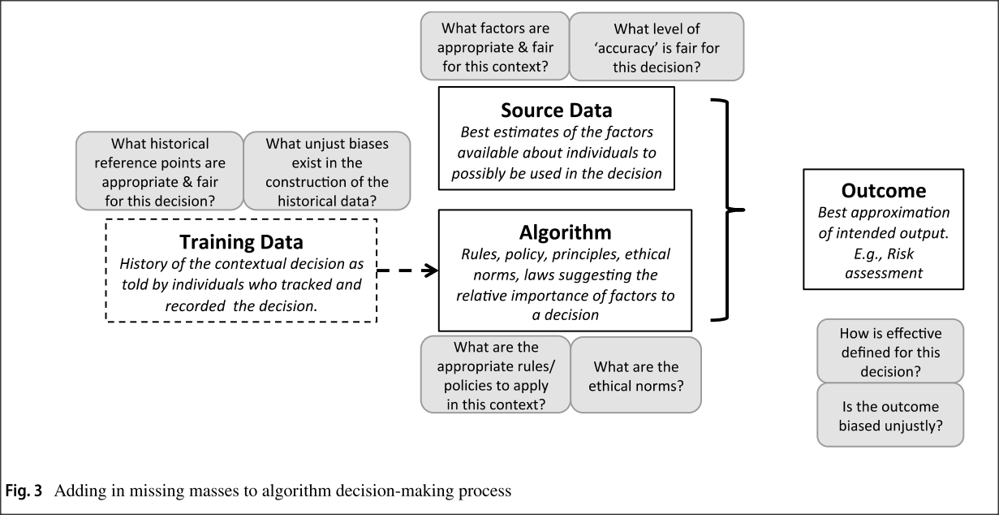 What factors are
appropriate & fair
for this context?
What level of
‘accuracy’ is fair for
this decision?
Source Data
Best estimates of the factors
available about individuals to
possibly be used in the decision
What historical
reference points are
appropriate & fair
for this decision?
What unjust biases
exist in the
construction of the
historical data?
Training Data
History of the contextual decision as
told by individuals who tracked and
recorded the decision.
Algorithm
Rules, policy, principles, ethical
norms, laws suggesting the
relative importance of factors to
a decision
What are the
appropriate rules/
policies to apply
in this context?
What are the
ethical norms?
Outcome
Best approximation
of intended output.
E.g., Risk
assessment
How is effective
defined for this
decision?
Is the outcome
biased unjustly?
Fig. 3 Adding in missing masses to algorithm decision-making process